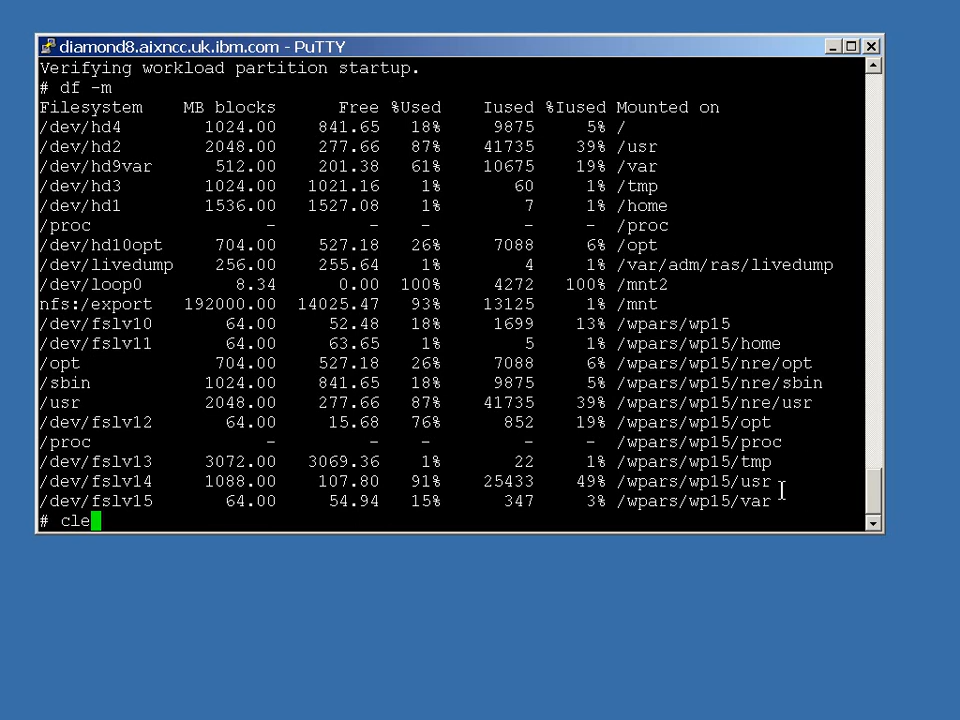 diamond8.aixncc.uk.ibm.com - PuTTY
Verifying workload partition startup.
# df -m
Filesystem    MB blocks      Free %Used    Iused %Iused Mounted on
/dev/hd4        1024.00    841.65   18%     9875     5% /
/dev/hd2        2048.00    277.66   87%    41735    39% /usr
/dev/hd9var      512.00    201.38   61%    10675    19% /var
/dev/hd3        1024.00   1021.16    1%       60     1% /tmp
/dev/hd1        1536.00   1527.08    1%        7     1% /home
/proc                 -         -    -         -     -  /proc
/dev/hd10opt     704.00    527.18   26%     7088     6% /opt
/dev/livedump    256.00    255.64    1%        4     1% /var/adm/ras/livedump
/dev/loop0         8.34      0.00  100%     4272   100% /mnt2
nfs:/export   192000.00  14025.47   93%    13125     1% /mnt
/dev/fslv10       64.00     52.48   18%     1699    13% /wpars/wp15
/dev/fslv11       64.00     63.65    1%        5     1% /wpars/wp15/home
/opt             704.00    527.18   26%     7088     6% /wpars/wp15/nre/opt
/sbin           1024.00    841.65   18%     9875     5% /wpars/wp15/nre/sbin
/usr            2048.00    277.66   87%    41735    39% /wpars/wp15/nre/usr
/dev/fslv12       64.00     15.68   76%      852    19% /wpars/wp15/opt
/proc                 -         -    -         -     -  /wpars/wp15/proc
/dev/fslv13     3072.00   3069.36    1%       22     1% /wpars/wp15/tmp
/dev/fslv14     1088.00    107.80   91%    25433    49% /wpars/wp15/usr
/dev/fslv15       64.00     54.94   15%      347     3% /wpars/wp15/var
# cle